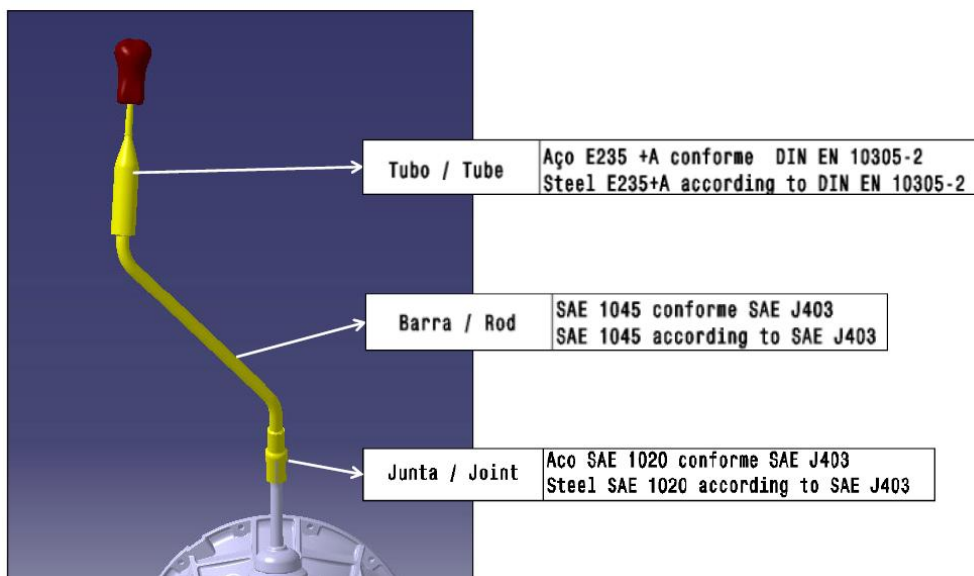 Tubo / Tube
Aço E235 +A conforme DIN EN 10305-2
Steel E235+A according to DIN EN 10305-2
Barra / Rod
SAE 1045 conforme SAE J403
SAE 1045 according to SAE J403
Junta / Joint
Aco SAE 1020 conforme SAE J403
Steel SAE 1020 according to SAE J403